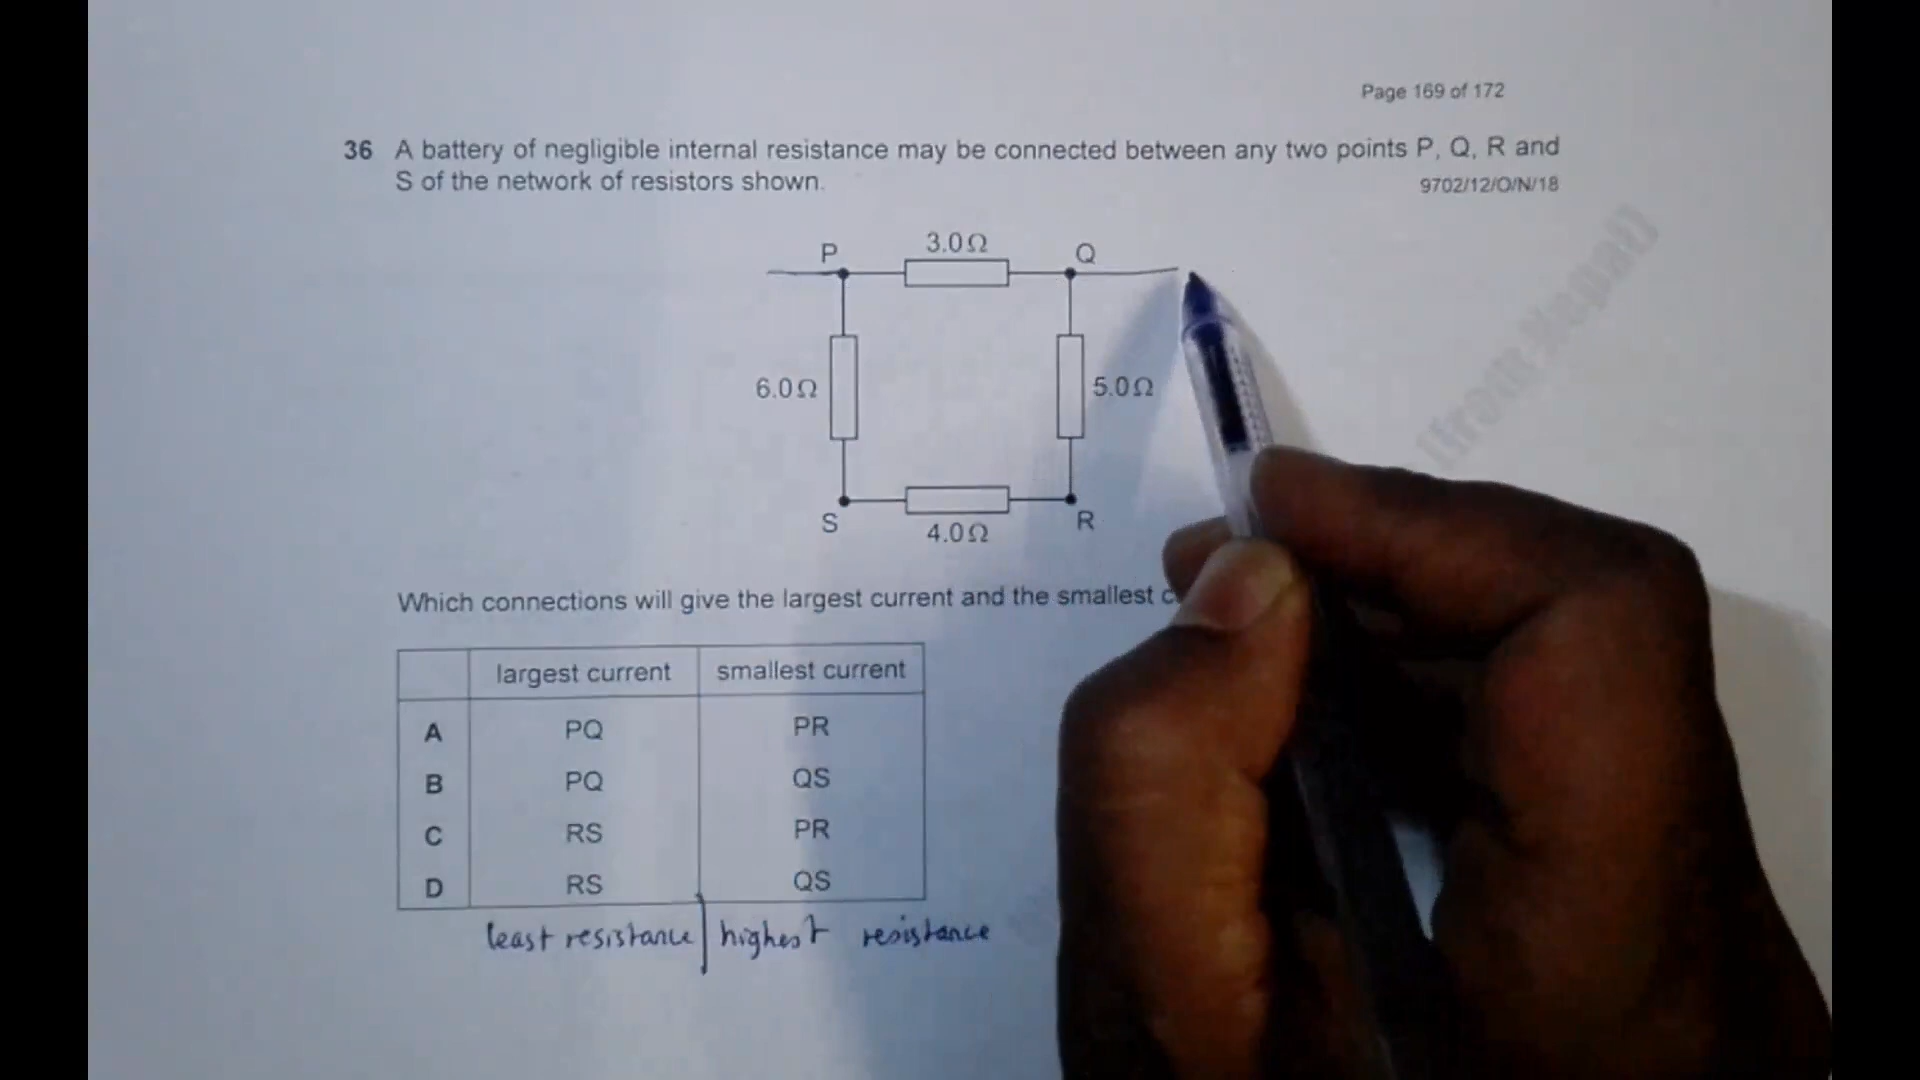 Page 169 of 172
36 A battery of negligible internal resistance may be connected between any two points P, Q, R and
S of the network of resistors shown.
9702/12/O/N/18
P 3.0Ω Q
6.0Ω 5.0Ω
S 4.0Ω R
Which connections will give the largest current and the smallest
largest current smallest current
A PQ PR
B PQ QS
C RS PR
D RS QS
least resistance | highest resistance